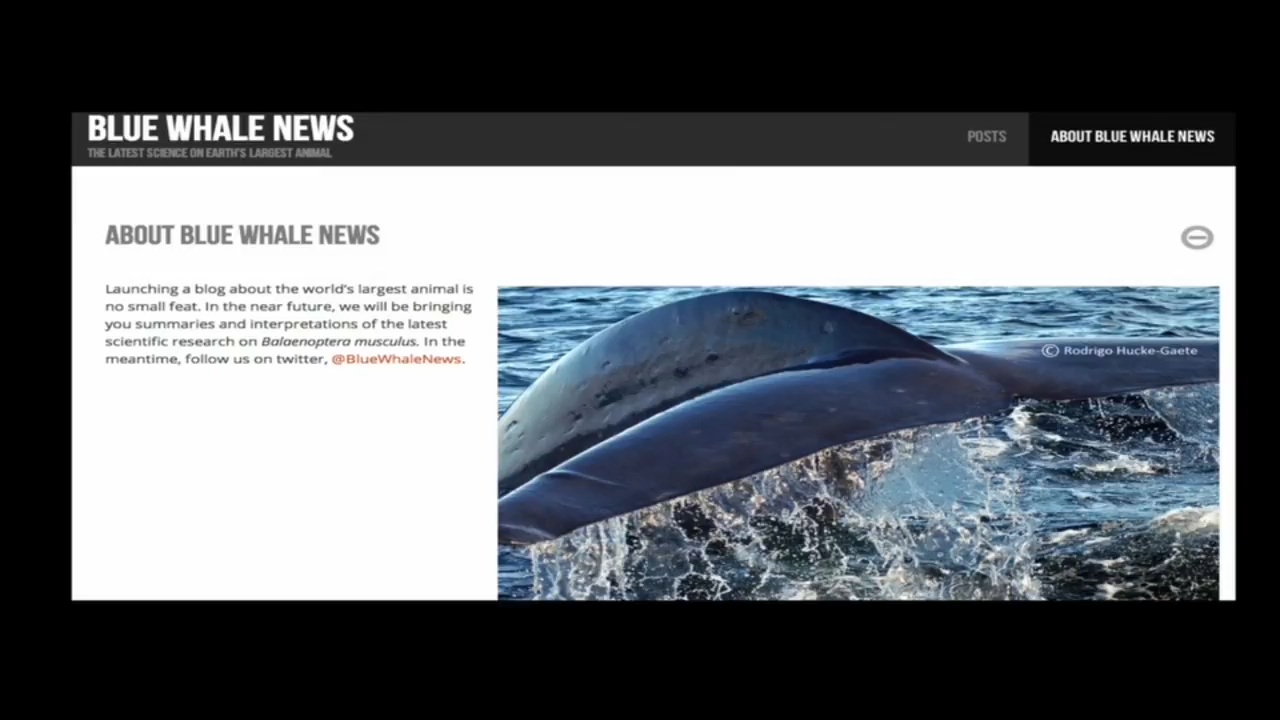 BLUE WHALE NEWS
THE LATEST SCIENCE ON EARTH'S LARGEST ANIMAL
POSTS
ABOUT BLUE WHALE NEWS
ABOUT BLUE WHALE NEWS
Launching a blog about the world's largest animal is
no small feat. In the near future, we will be bringing
you summaries and interpretations of the latest
scientific research on Balaenoptera musculus. In the
meantime, follow us on twitter, @BlueWhaleNews.
© Rodrigo Hucke-Gaete